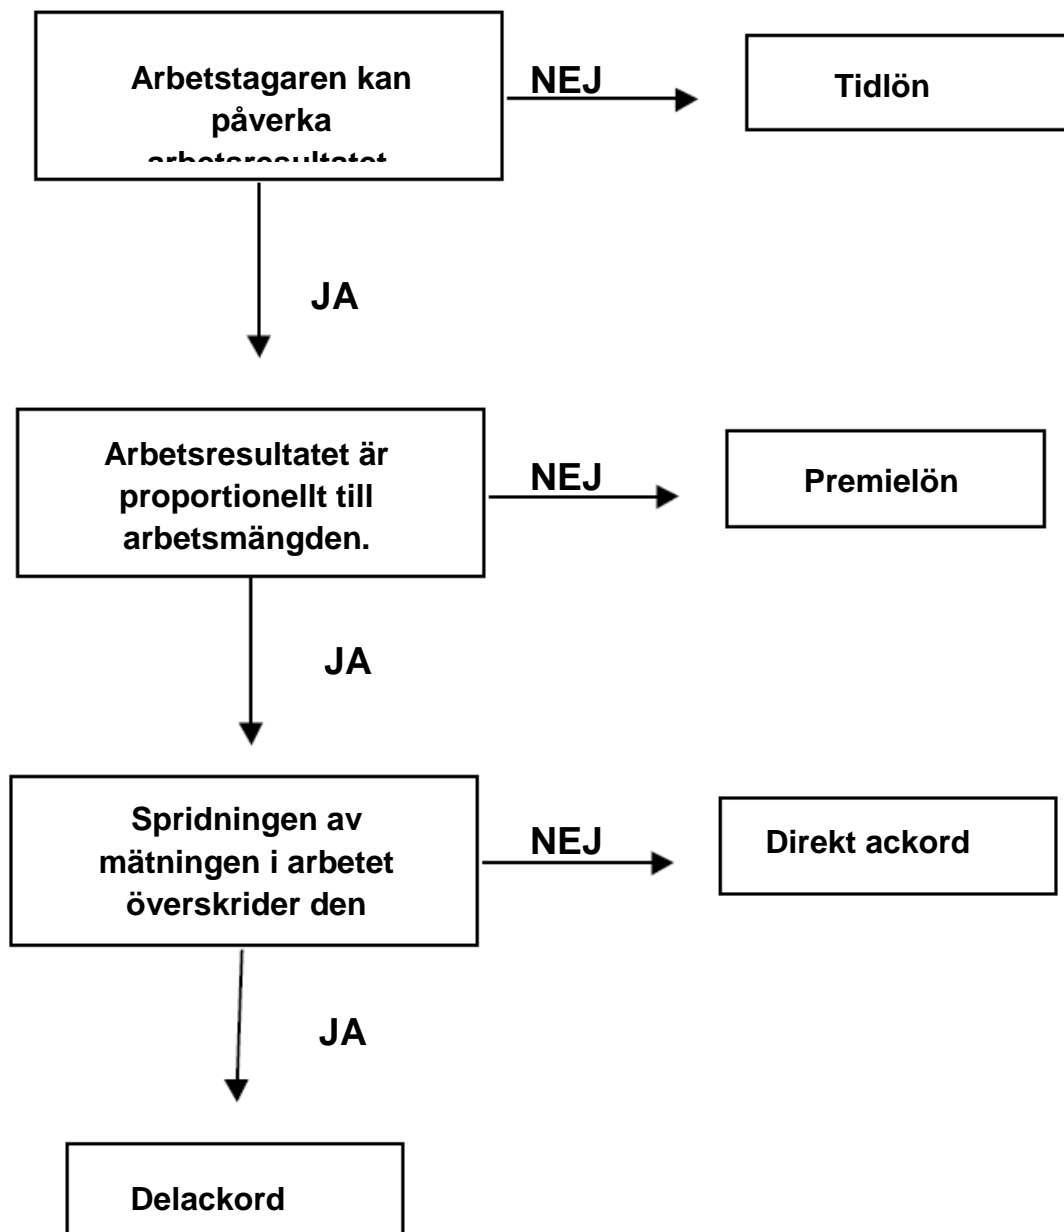 Arbetstagaren kan
påverka
arbetsresultatet
NEJ
Tidlön
JA
Arbetsresultatet är
proportionellt till
arbetsmängden.
NEJ
Premielön
JA
Spridningen av
mätningen i arbetet
överskrider den
NEJ
Direkt ackord
JA
Delackord